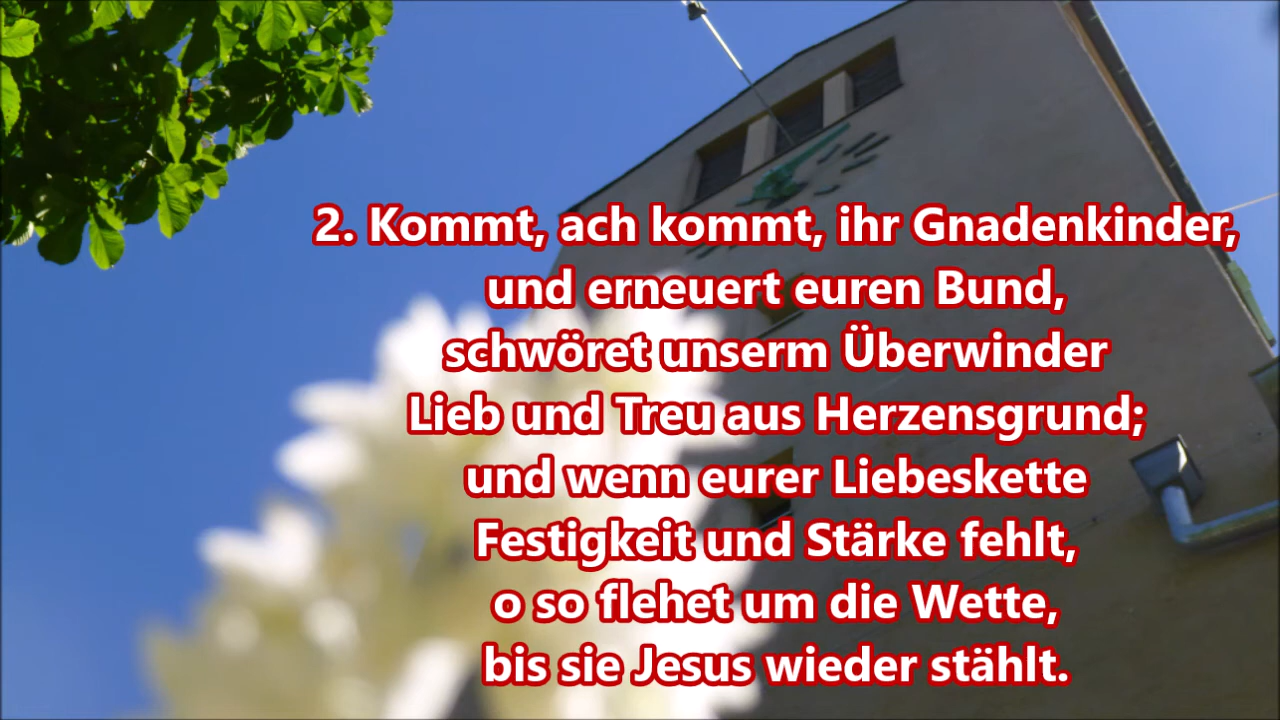 2. Kommt, ach kommt, ihr Gnadenkinder,
und erneuert euren Bund,
schwöret unserm Überwinder
Lieb und Treu aus Herzensgrund;
und wenn eurer Liebeskette
Festigkeit und Stärke fehlt,
o so flehet um die Wette,
bis sie Jesus wieder stählt.